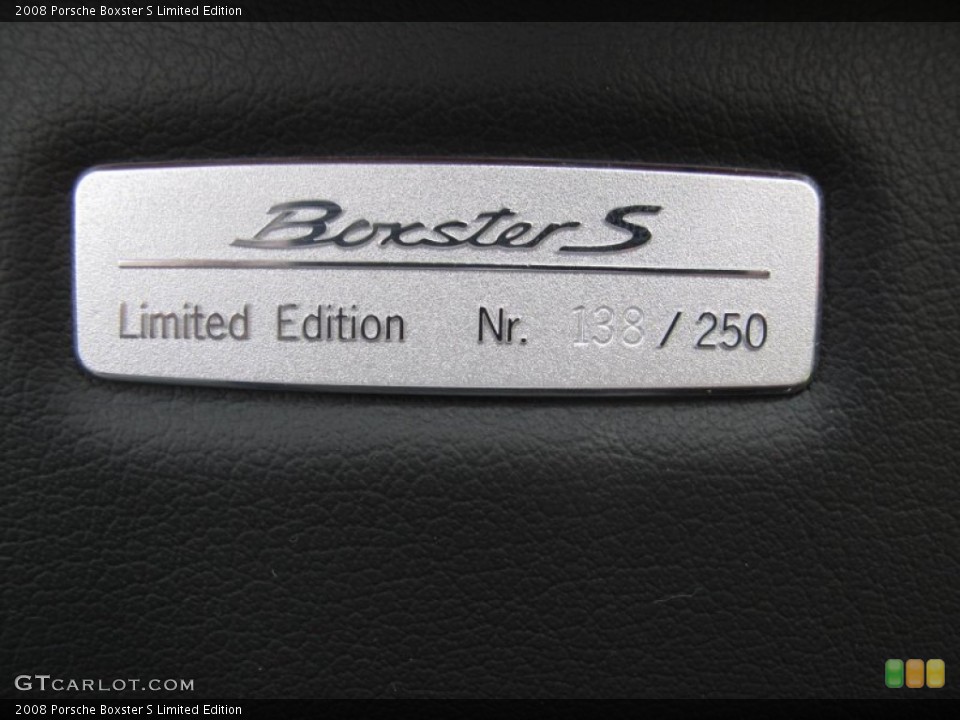 2008 Porsche Boxster S Limited Edition
Boxster S
Limited Edition Nr. 138 / 250
GTCARLOT.COM
2008 Porsche Boxster S Limited Edition